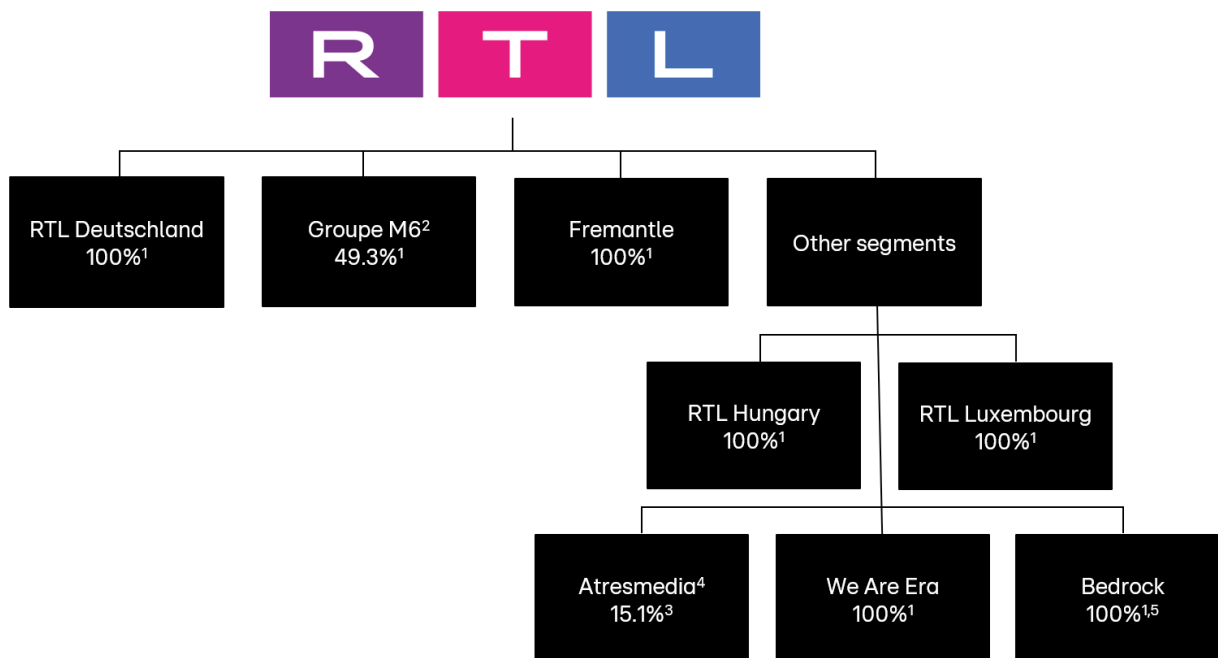 R T L
RTL Deutschland
100%¹
Groupe M6²
49.3%¹
Fremantle
100%¹
Other segments
RTL Hungary
100%¹
RTL Luxembourg
100%¹
Atresmedia⁴
15.1%³
We Are Era
100%¹
Bedrock
100%¹,⁵